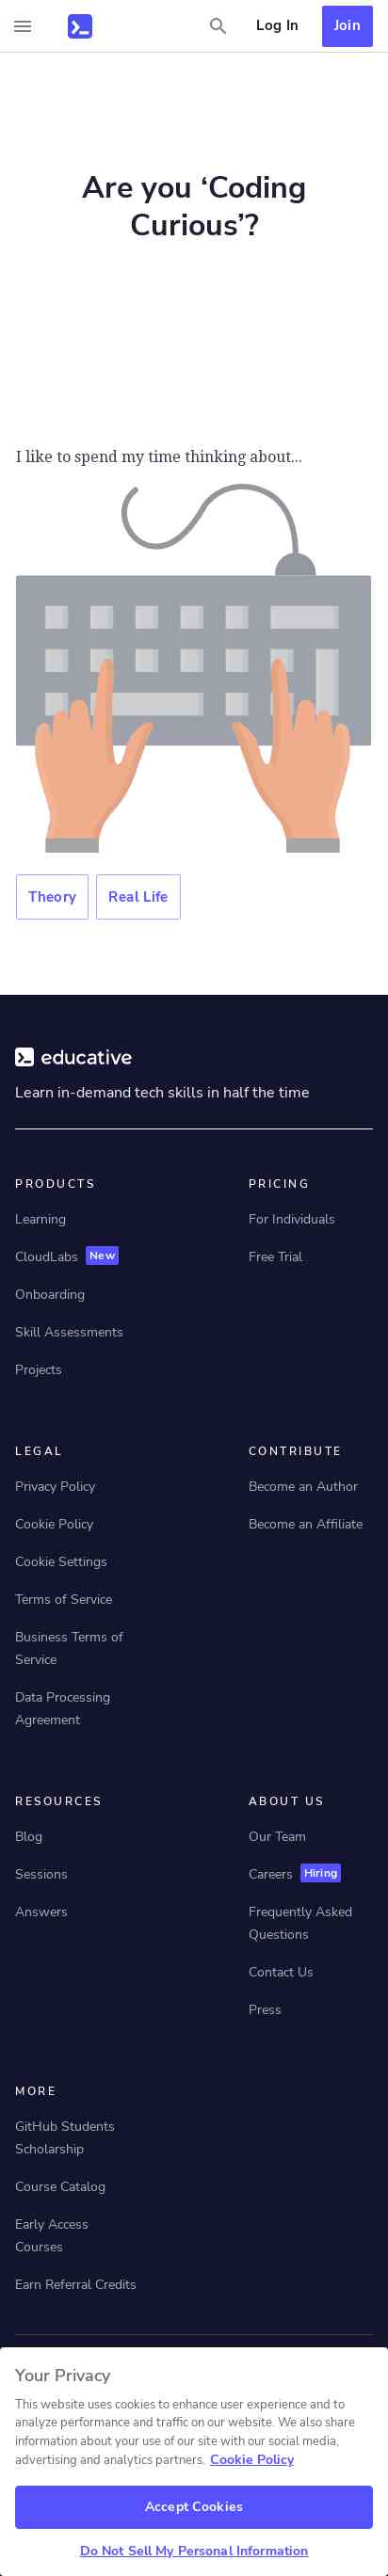 Log In
Join
Are you ‘Coding
Curious’?
I like to spend my time thinking about...
Theory
Real Life
educative
Learn in-demand tech skills in half the time
PRODUCTS
Learning
CloudLabs New
Onboarding
Skill Assessments
Projects
PRICING
For Individuals
Free Trial
LEGAL
Privacy Policy
Cookie Policy
Cookie Settings
Terms of Service
Business Terms of
Service
Data Processing
Agreement
CONTRIBUTE
Become an Author
Become an Affiliate
RESOURCES
Blog
Sessions
Answers
ABOUT US
Our Team
Careers Hiring
Frequently Asked
Questions
Contact Us
Press
MORE
GitHub Students
Scholarship
Course Catalog
Early Access
Courses
Earn Referral Credits
Your Privacy
This website uses cookies to enhance user experience and to
analyze performance and traffic on our website. We also share
information about your use of our site with our social media,
advertising and analytics partners. Cookie Policy
Accept Cookies
Do Not Sell My Personal Information